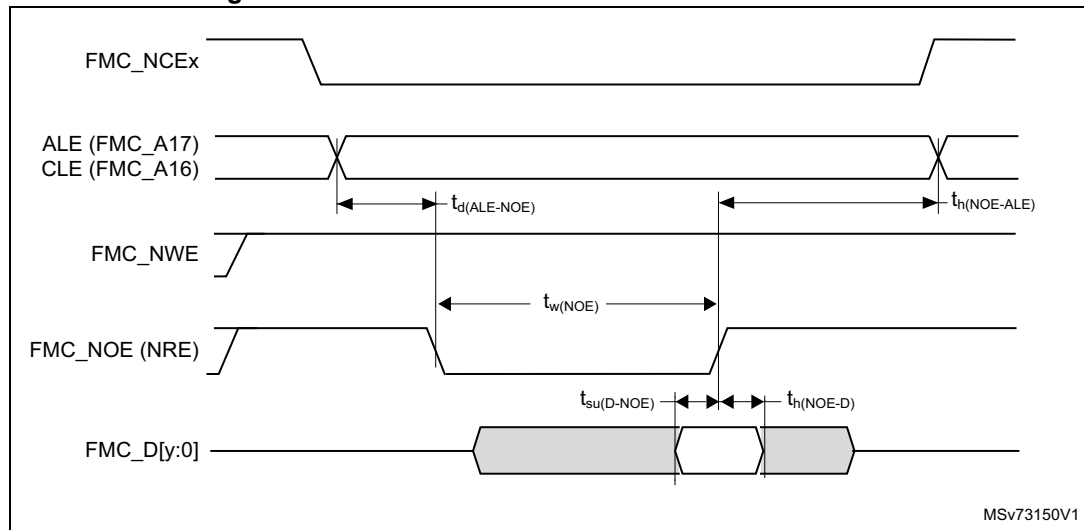 FMC_NCEx
ALE (FMC_A17)
CLE (FMC_A16)
td(ALE-NOE)
th(NOE-ALE)
FMC_NWE
tw(NOE)
FMC_NOE (NRE)
tsu(D-NOE)
th(NOE-D)
FMC_D[y:0]
MSv73150V1